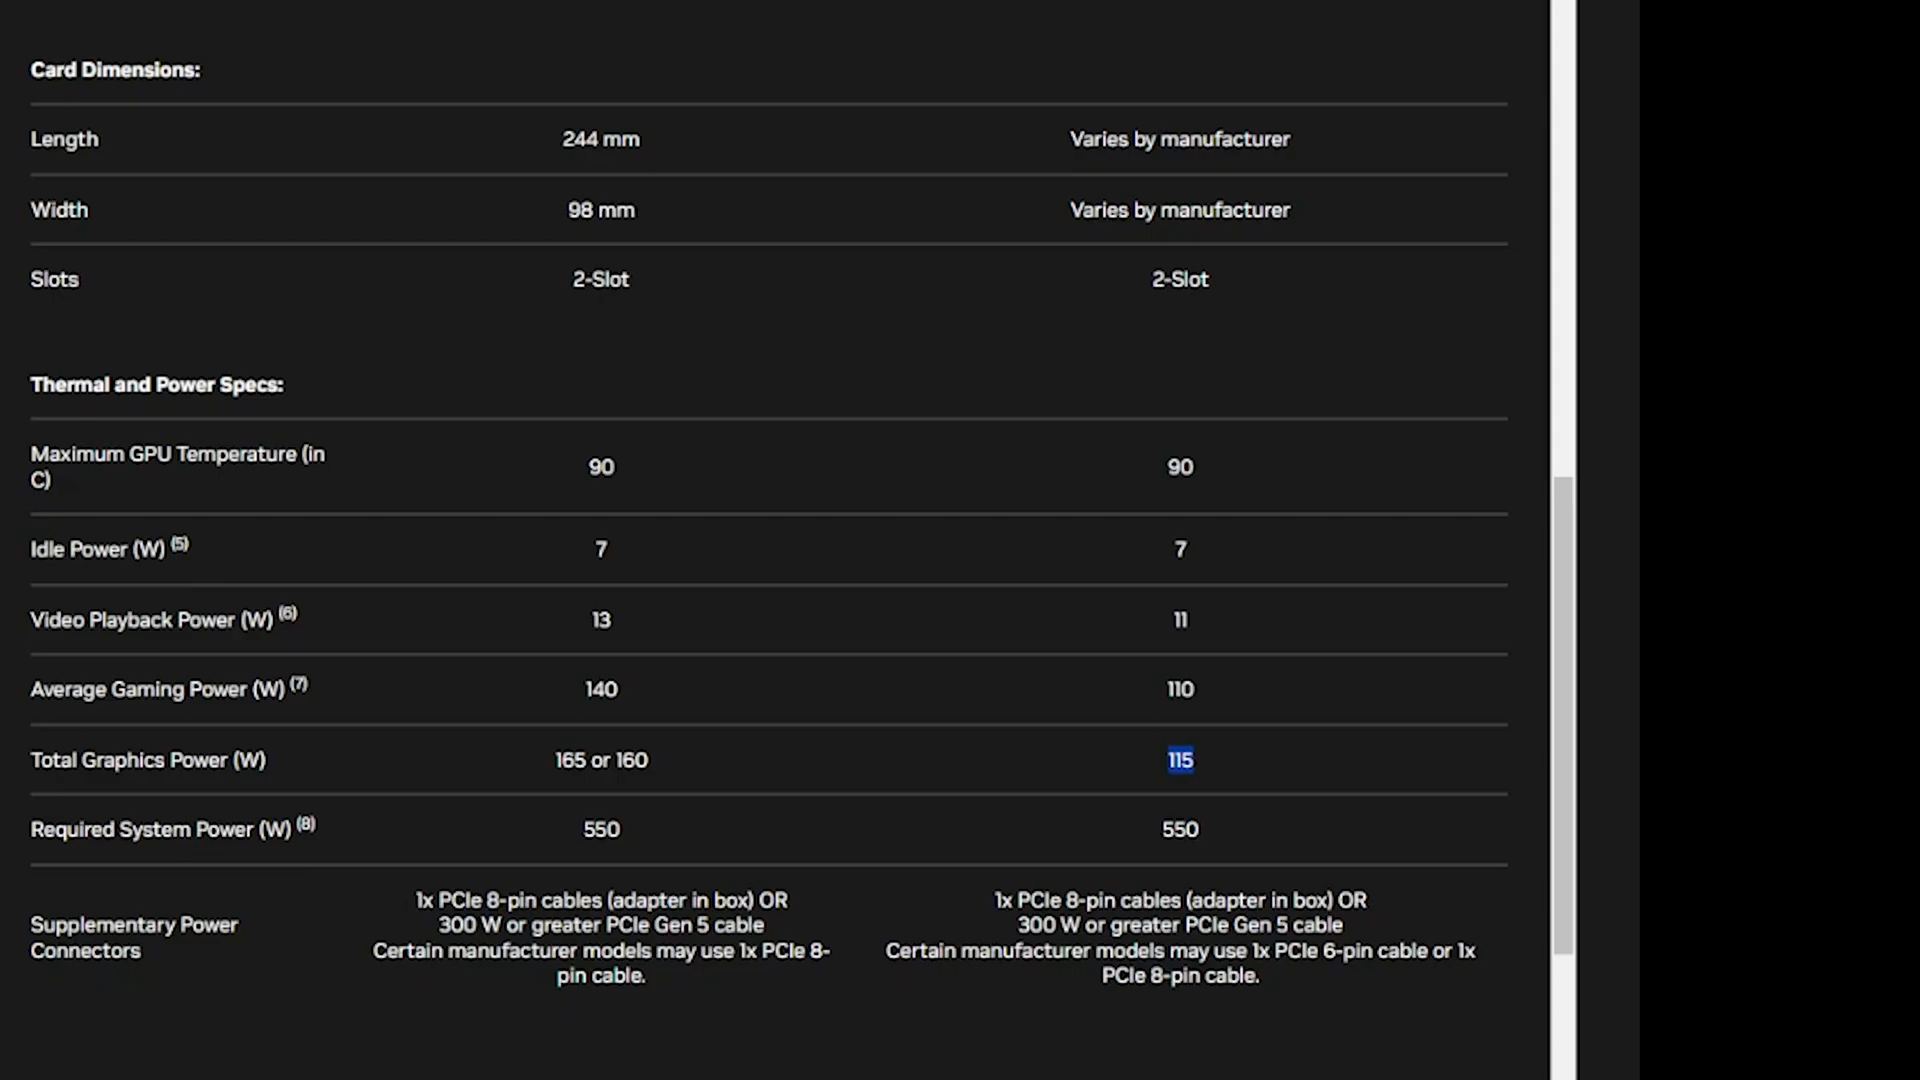 Card Dimensions:
Length 244 mm Varies by manufacturer
Width 98 mm Varies by manufacturer
Slots 2-Slot 2-Slot
Thermal and Power Specs:
Maximum GPU Temperature (in
C) 90 90
Idle Power (W) (5) 7 7
Video Playback Power (W) (6) 13 11
Average Gaming Power (W) (7) 140 110
Total Graphics Power (W) 165 or 160 115
Required System Power (W) (8) 550 550
Supplementary Power
Connectors
1x PCIe 8-pin cables (adapter in box) OR
300 W or greater PCIe Gen 5 cable
Certain manufacturer models may use 1x PCIe 8-
pin cable.
1x PCIe 8-pin cables (adapter in box) OR
300 W or greater PCIe Gen 5 cable
Certain manufacturer models may use 1x PCIe 6-pin cable or 1x
PCIe 8-pin cable.